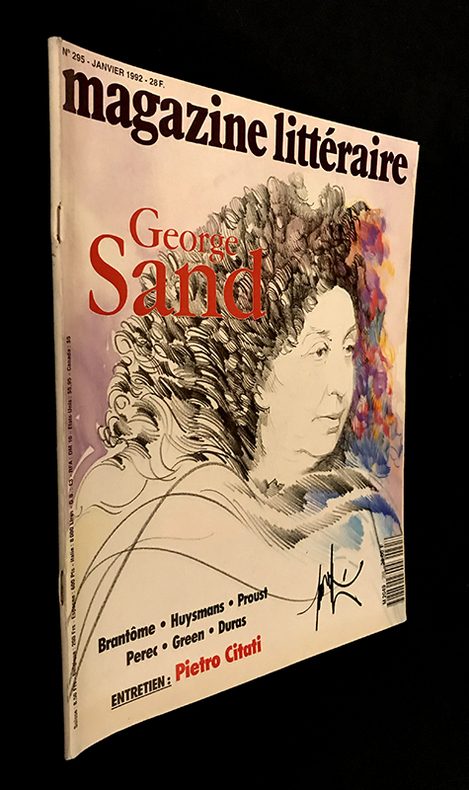 N° 295 - JANVIER 1992 - 28 F.
magazine littéraire
George
Sand
Brantôme • Huysmans • Proust
Perec • Green • Duras
ENTRETIEN : Pietro Citati